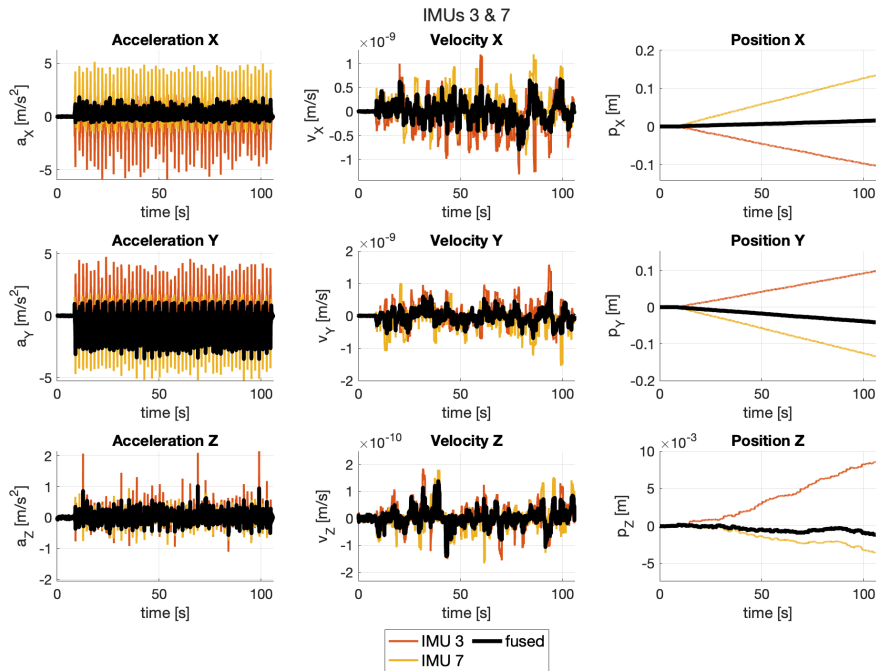 IMUs 3 & 7
Acceleration X
5
0
-5
0 50 100
time [s]
a_X [m/s²]
Velocity X
×10⁻⁹
1
0.5
0
-0.5
-1
0 50 100
time [s]
v_X [m/s]
Position X
0.2
0.1
0
-0.1
0 50 100
time [s]
p_X [m]
Acceleration Y
5
0
-5
0 50 100
time [s]
a_Y [m/s²]
Velocity Y
×10⁻⁹
2
1
0
-1
-2
0 50 100
time [s]
v_Y [m/s]
Position Y
0.1
0
-0.1
0.2
0 50 100
time [s]
p_Y [m]
Acceleration Z
2
1
0
-1
-2
0 50 100
time [s]
a_Z [m/s²]
Velocity Z
×10⁻¹⁰
2
1
0
-1
-2
0 50 100
time [s]
v_Z [m/s]
Position Z
×10⁻³
10
5
0
-5
0 50 100
time [s]
p_Z [m]
IMU 3 fused
IMU 7